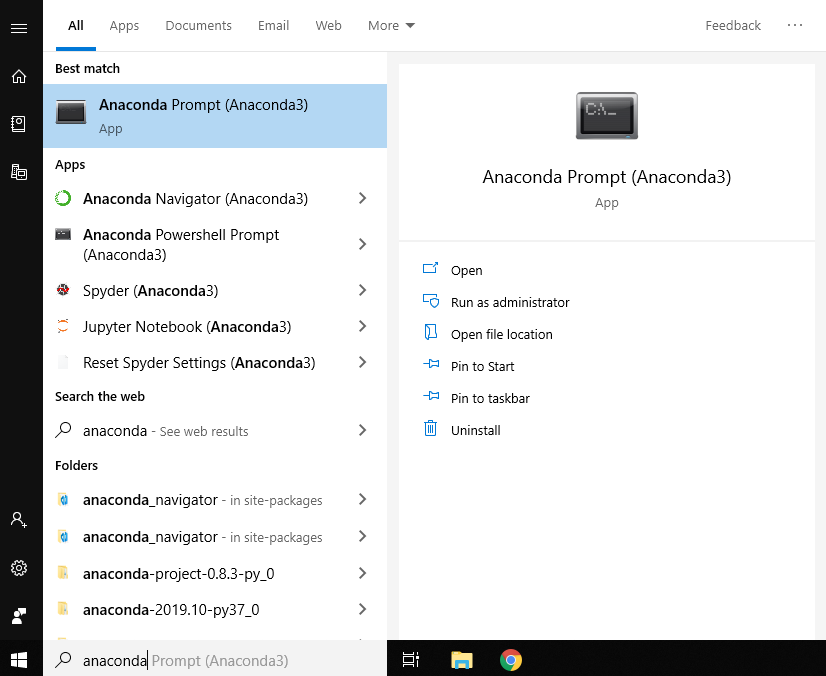 All
Apps
Documents
Email
Web
More
Feedback
Best match
Anaconda Prompt (Anaconda3)
App
Apps
Anaconda Navigator (Anaconda3)
Anaconda Powershell Prompt
(Anaconda3)
Spyder (Anaconda3)
Jupyter Notebook (Anaconda3)
Reset Spyder Settings (Anaconda3)
Search the web
anaconda - See web results
Folders
anaconda_navigator - in site-packages
anaconda_navigator - in site-packages
anaconda-project-0.8.3-py_0
anaconda-2019.10-py37_0
anaconda Prompt (Anaconda3)
C:\_
Anaconda Prompt (Anaconda3)
App
Open
Run as administrator
Open file location
Pin to Start
Pin to taskbar
Uninstall